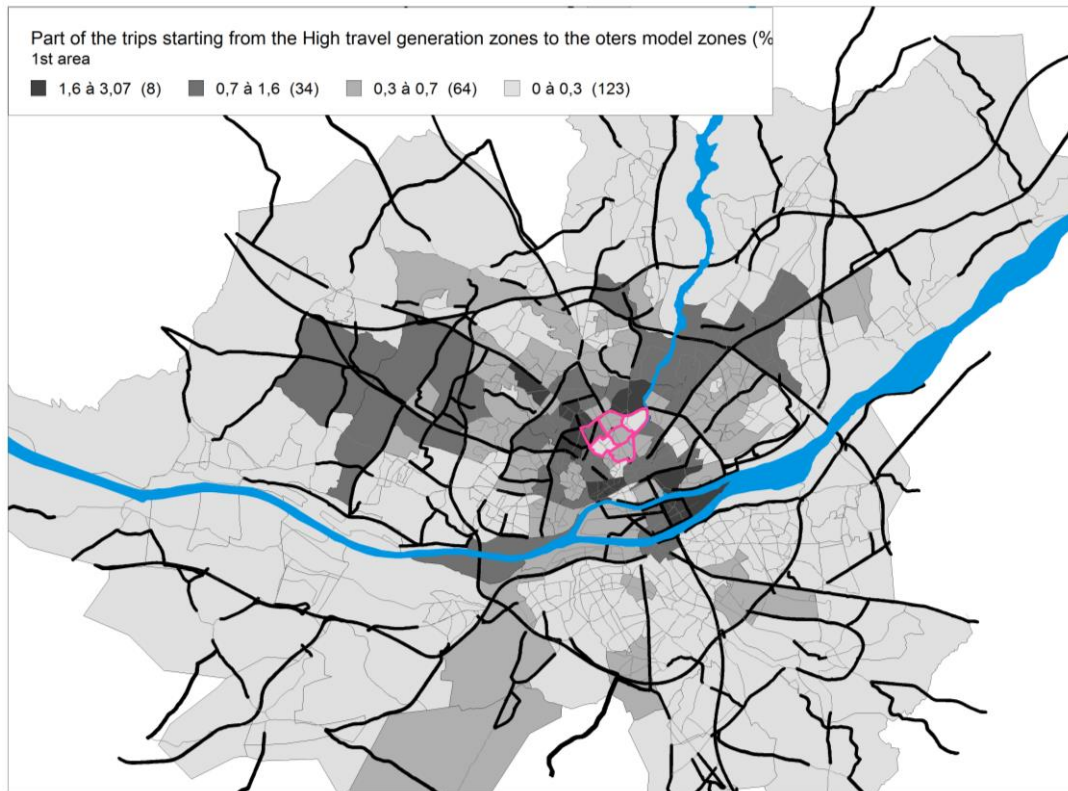 Part of the trips starting from the High travel generation zones to the oters model zones (%
1st area
1,6 à 3,07 (8) 0,7 à 1,6 (34) 0,3 à 0,7 (64) 0 à 0,3 (123)